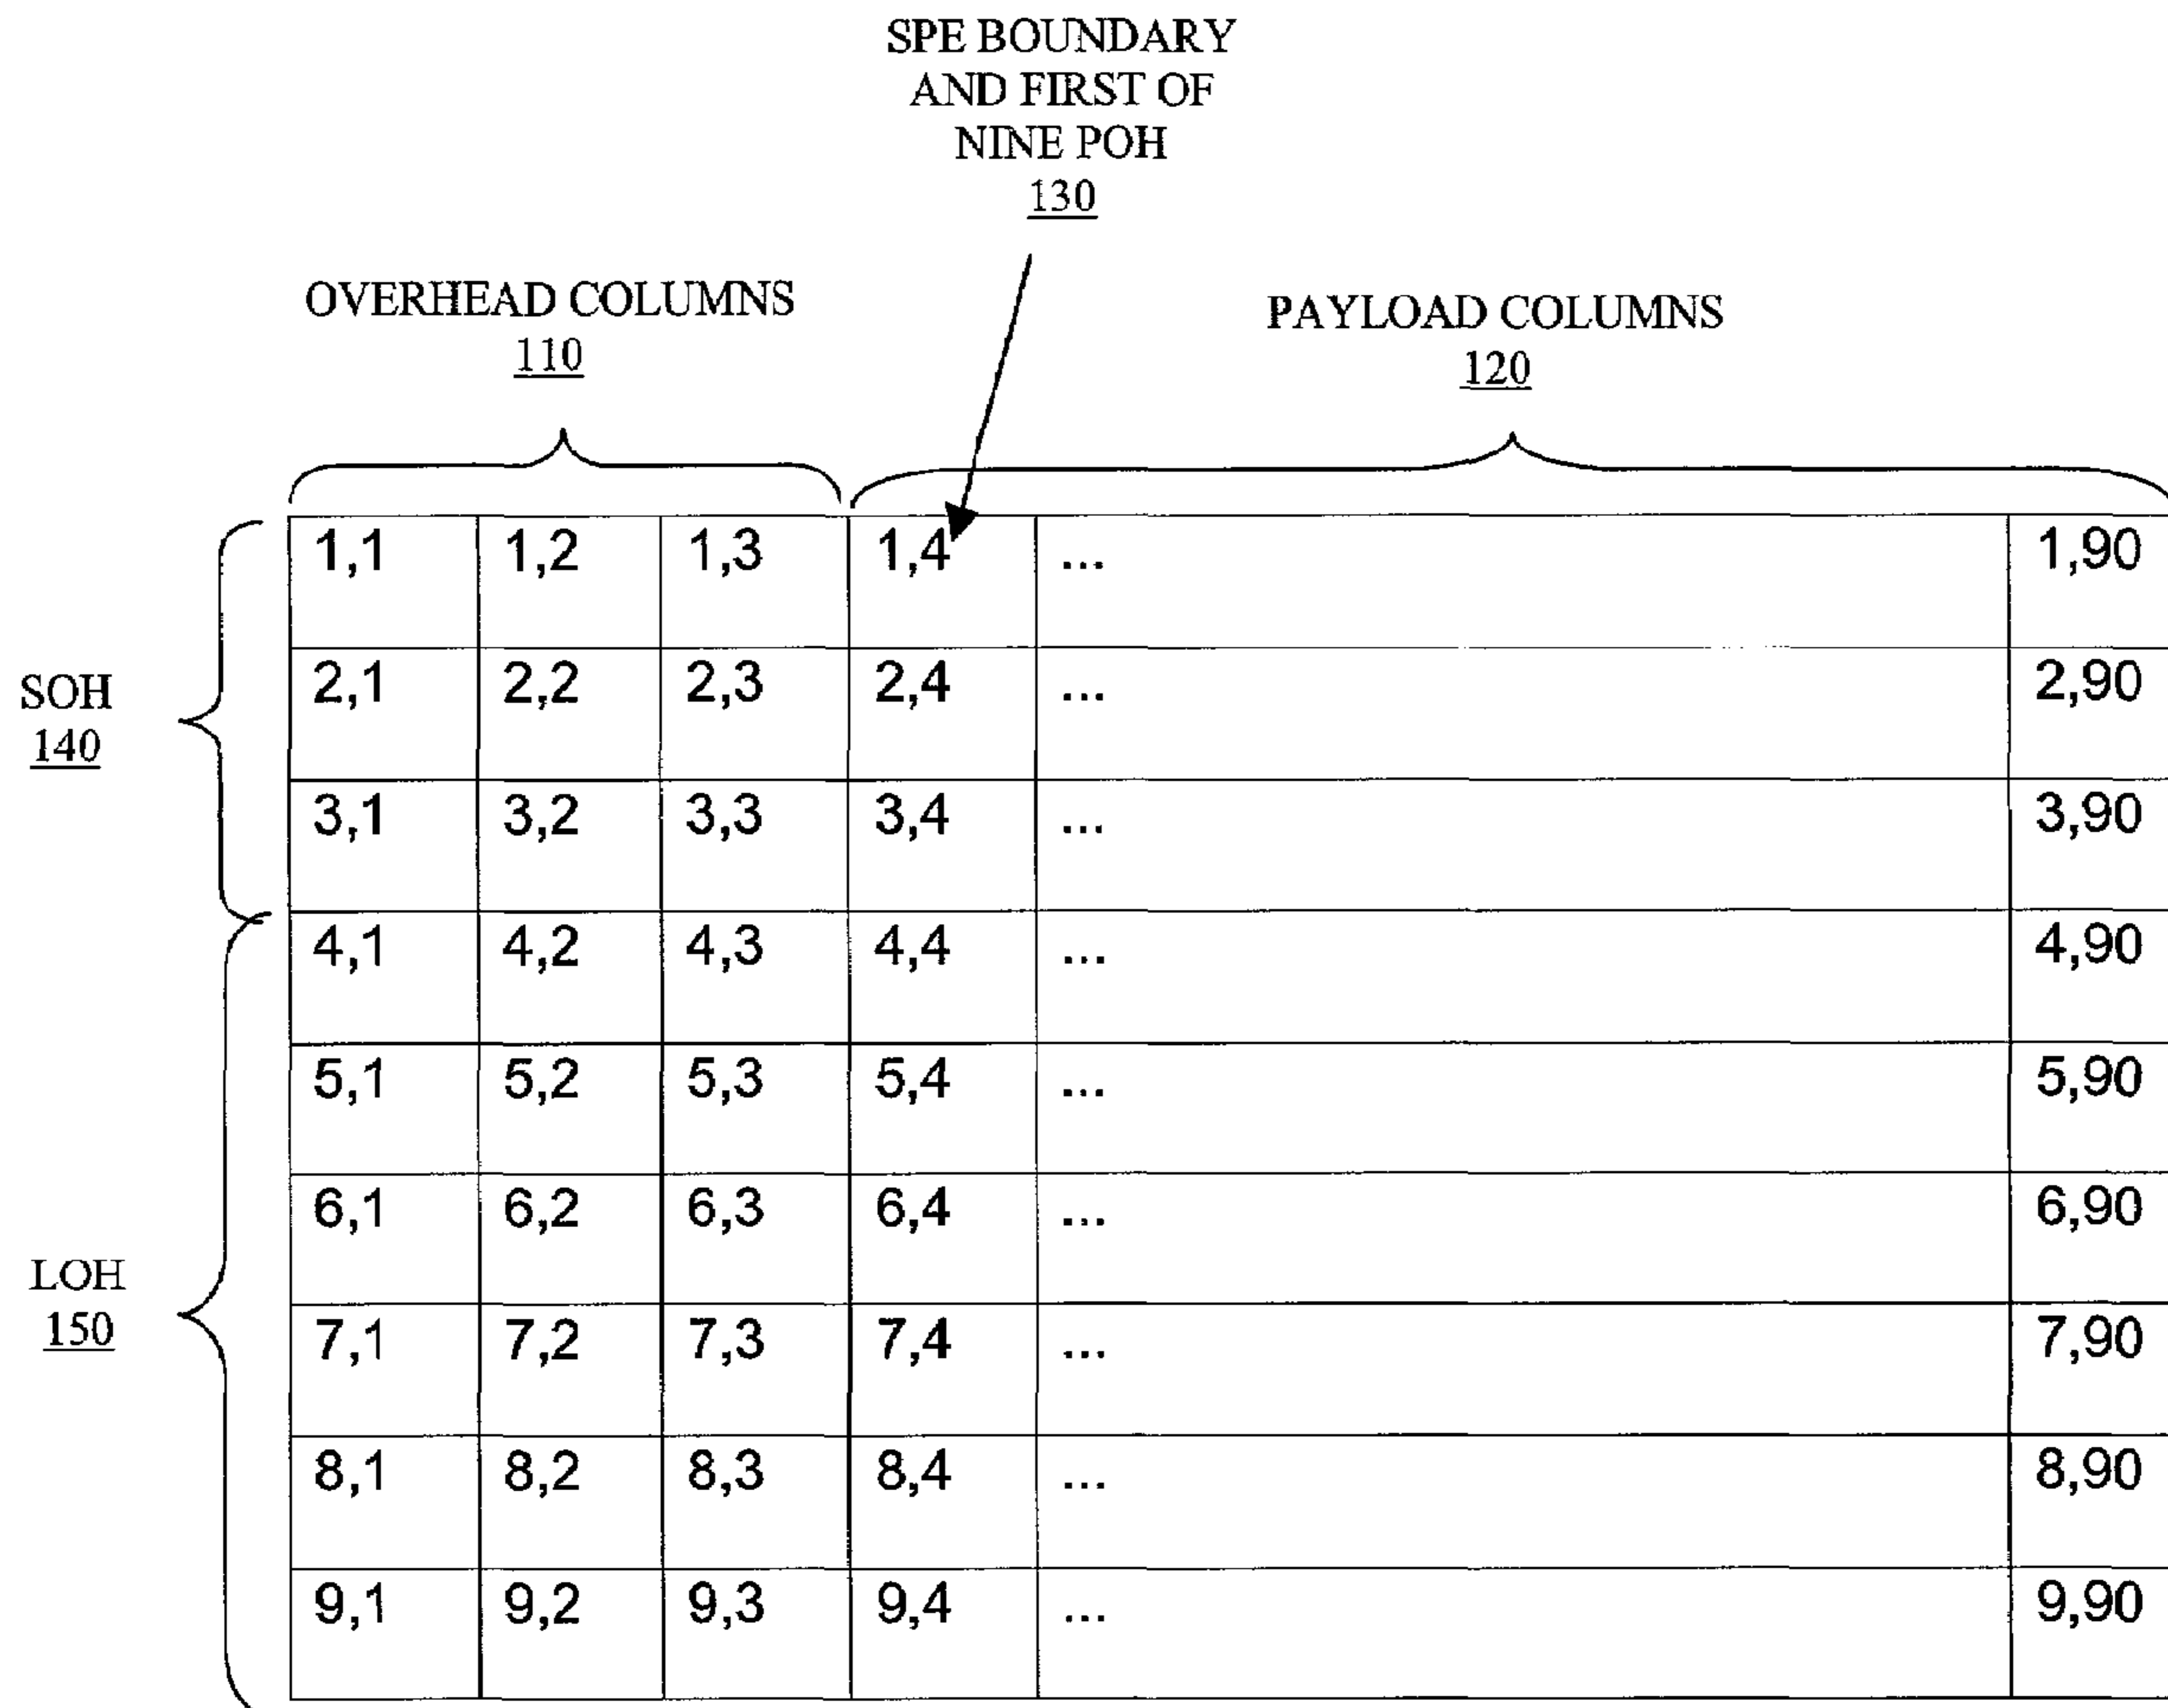 SPE BOUNDARY
AND FIRST OF
NINE POH
130
OVERHEAD COLUMNS
110
PAYLOAD COLUMNS
120
1,1 1,2 1,3 1,4 ... 1,90
2,1 2,2 2,3 2,4 ... 2,90
SOH
140
3,1 3,2 3,3 3,4 ... 3,90
4,1 4,2 4,3 4,4 ... 4,90
5,1 5,2 5,3 5,4 ... 5,90
6,1 6,2 6,3 6,4 ... 6,90
LOH
150
7,1 7,2 7,3 7,4 ... 7,90
8,1 8,2 8,3 8,4 ... 8,90
9,1 9,2 9,3 9,4 ... 9,90